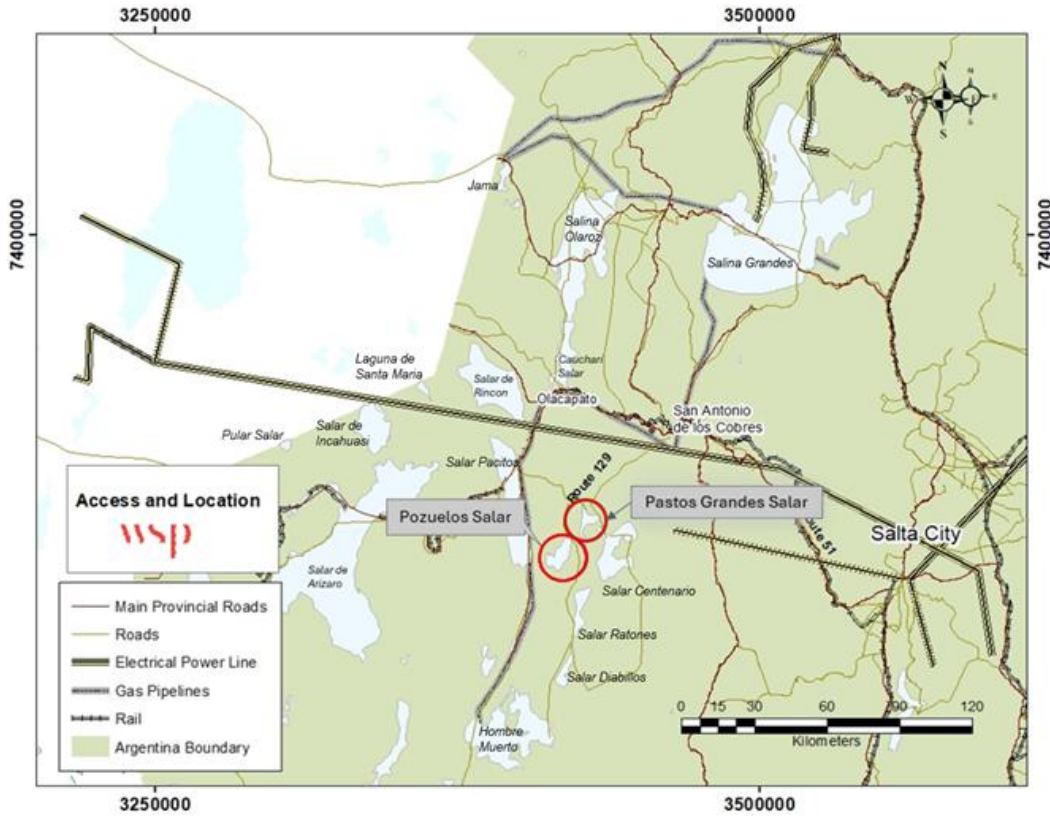 3250000
3500000
N
N
W
E
S
S
7400000
7400000
Jama
Salina
Olaroz
Salina Grandes
Laguna de
Santa Maria
Cauchari
Salar
Salar de
Rincon
Olacapato
San Antonio
de los Cobres
Salar de
Incahuasi
Pular Salar
Salar Pacitos
Route 129
Pastos Grandes Salar
Pozuelos Salar
Route 51
Salta City
Access and Location
wsp
Salar de
Arizaro
Salar Centenario
Salar Ratones
Salar Diabillos
Hombre
Muerto
Main Provincial Roads
Roads
Electrical Power Line
Gas Pipelines
Rail
Argentina Boundary
0 15 30 60 90 120
Kilometers
3250000
3500000